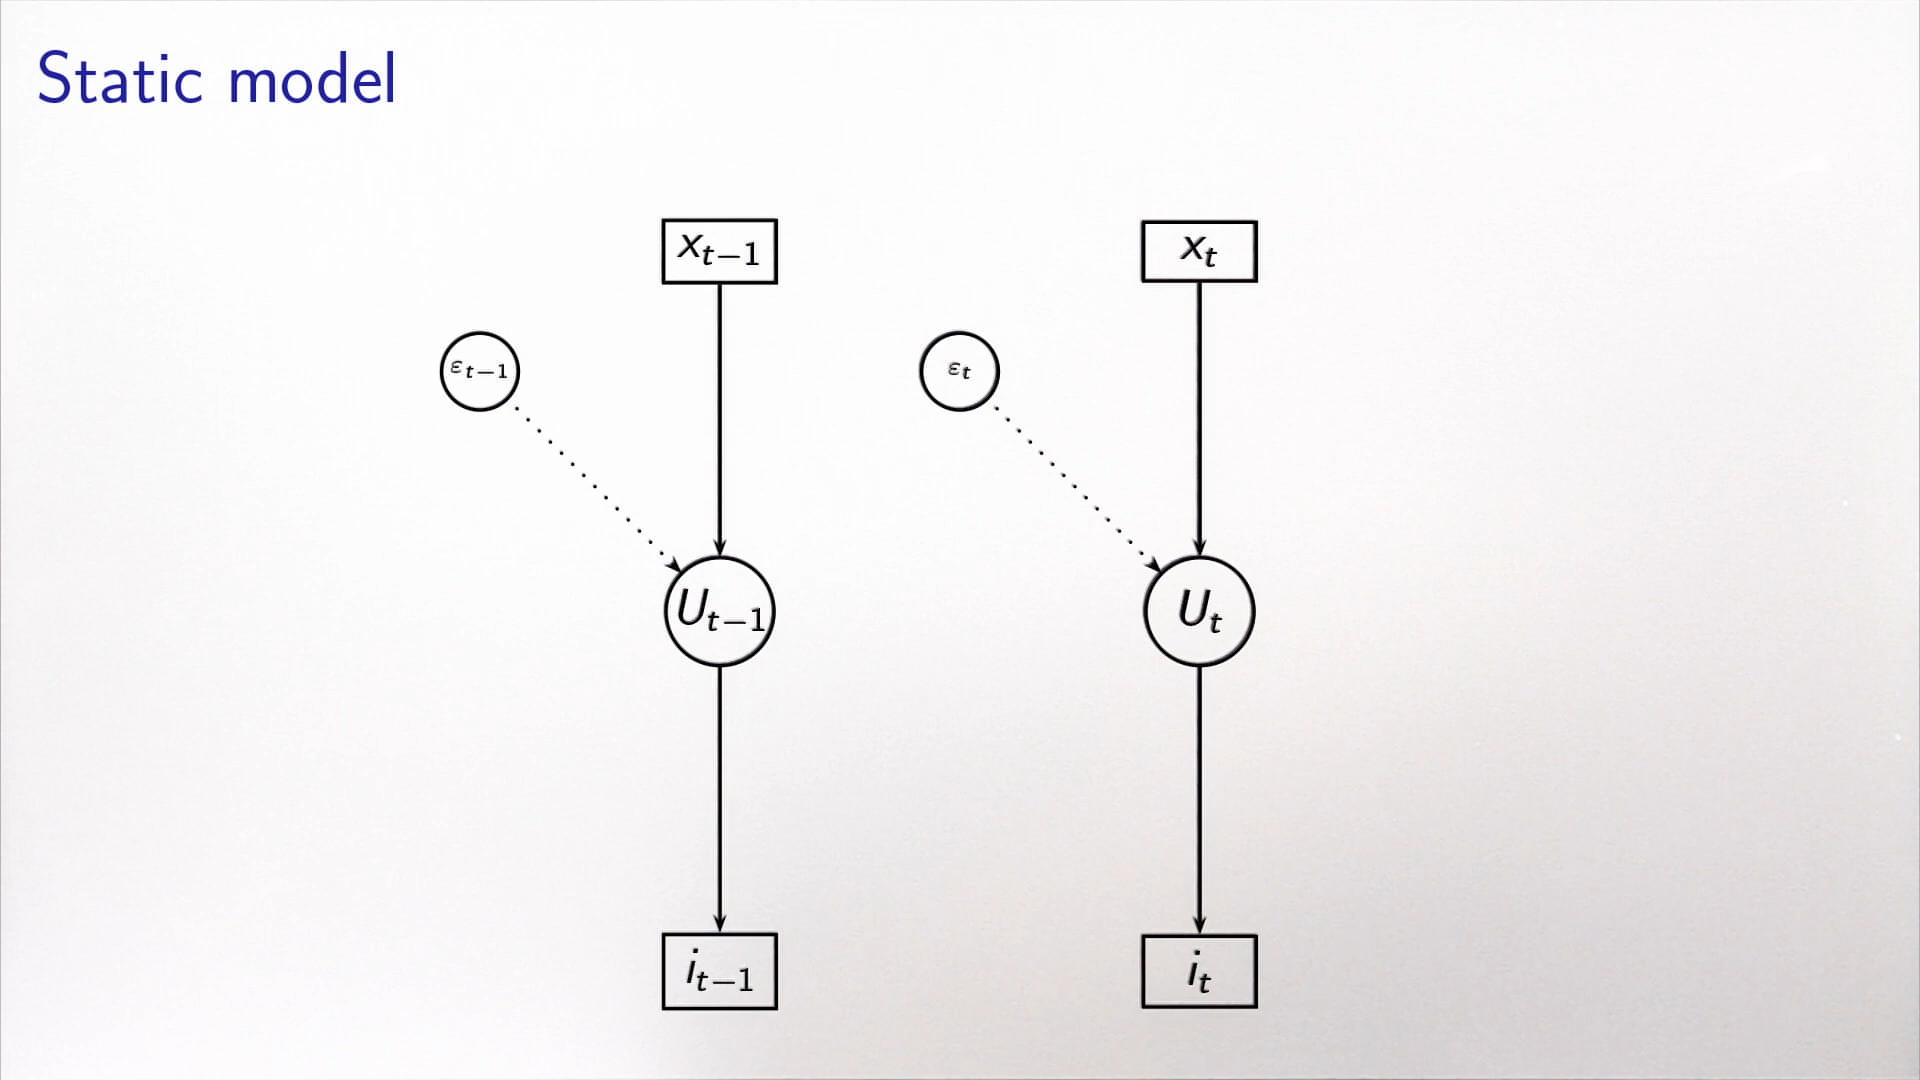 Static model
x_{t−1} x_t
ε_{t−1} ε_t
U_{t−1} U_t
i_{t−1} i_t